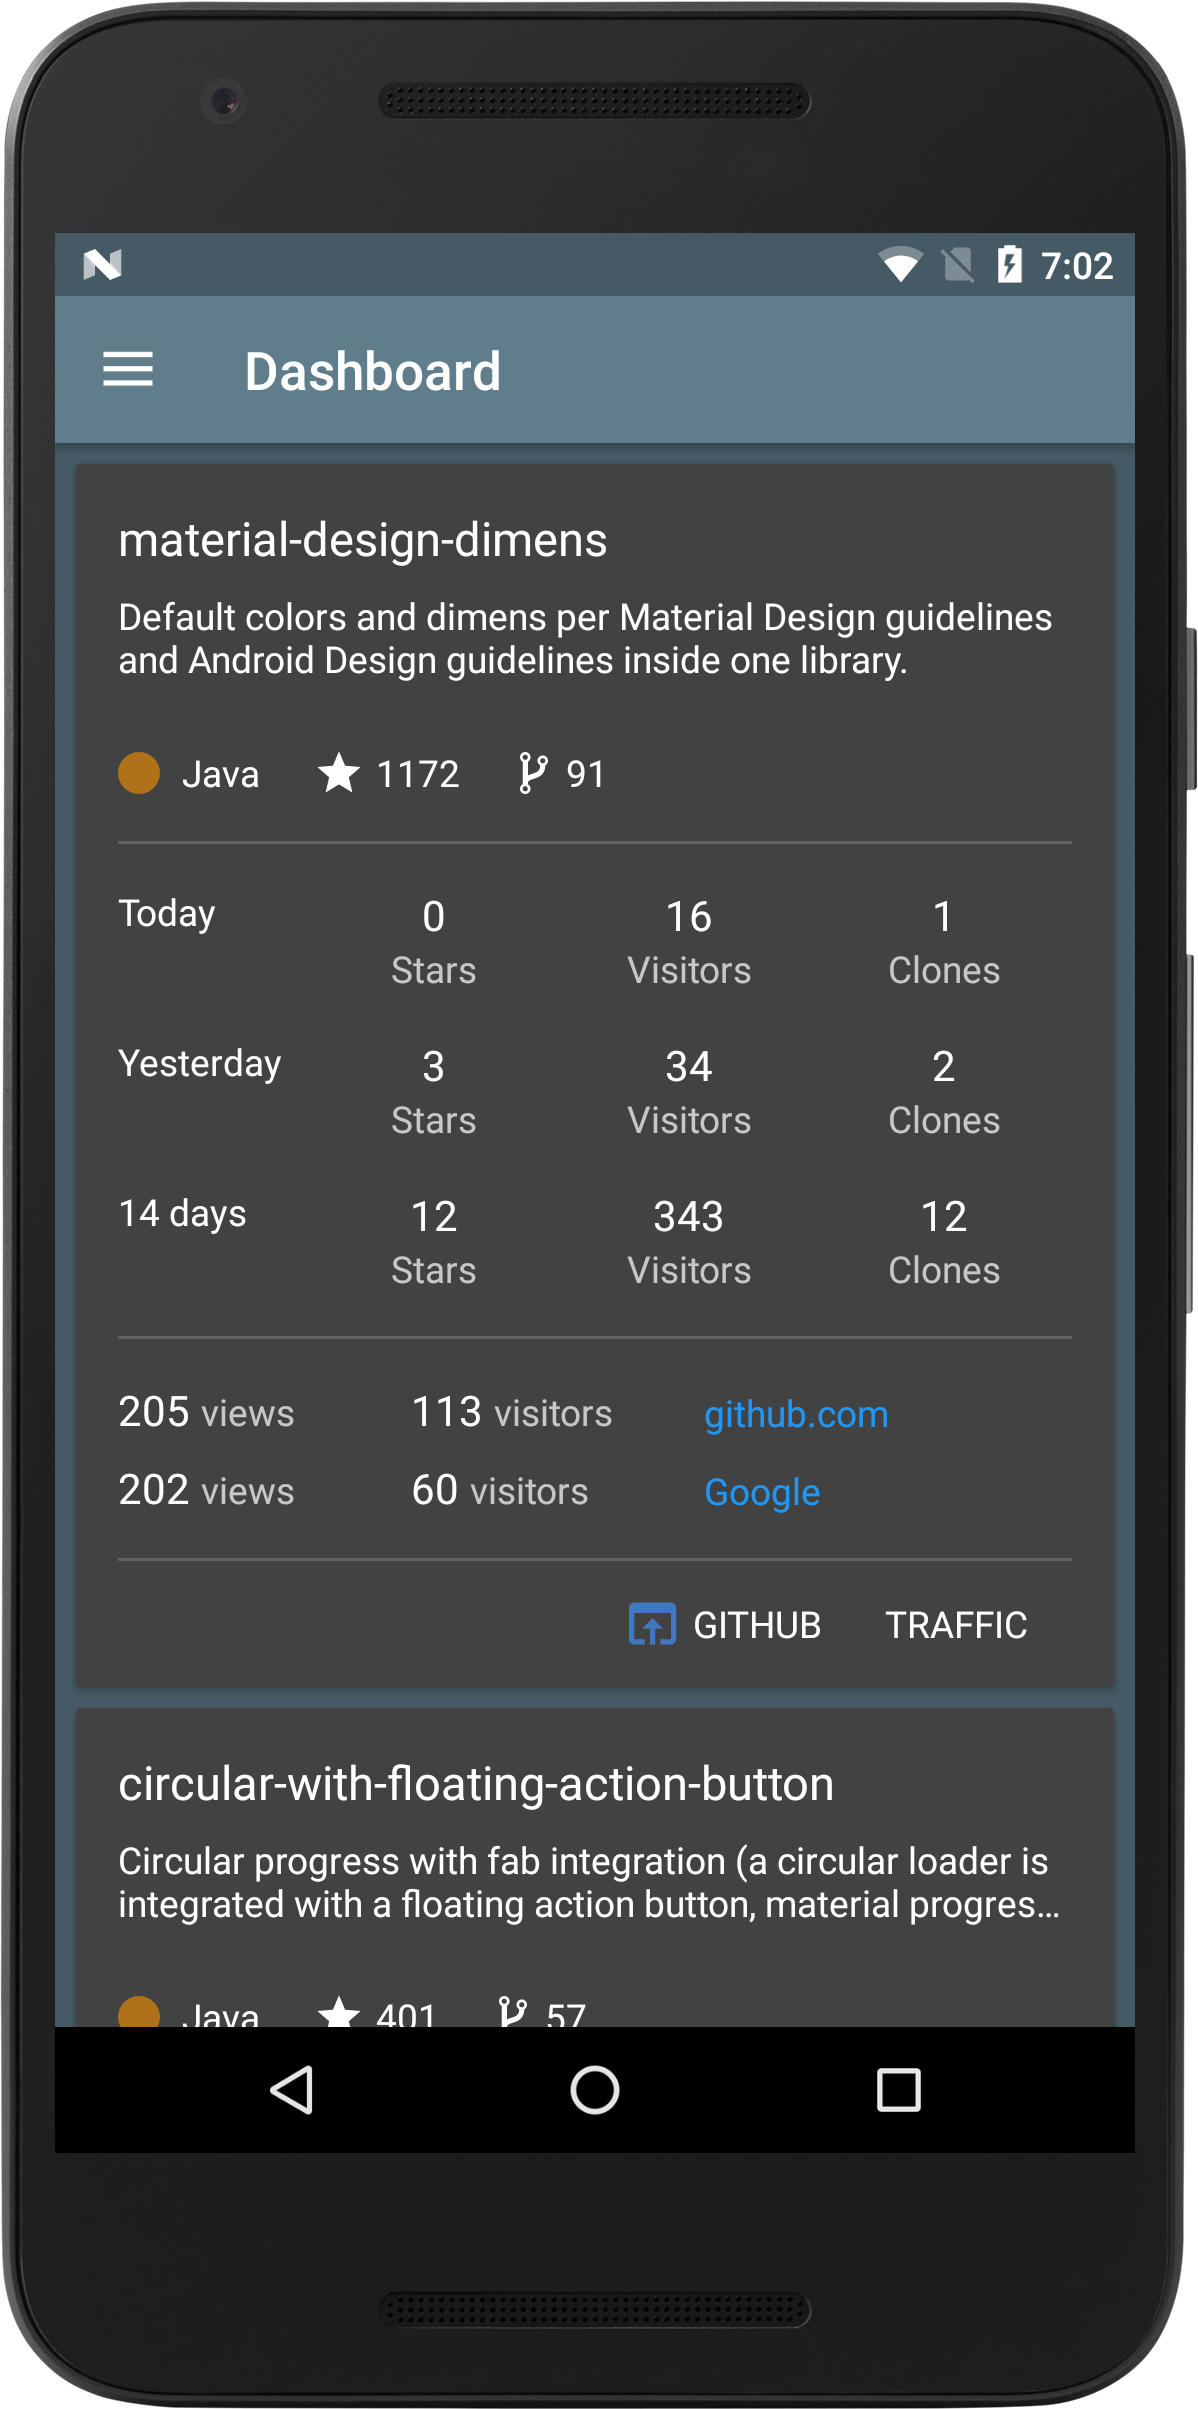 7:02
Dashboard
material-design-dimens
Default colors and dimens per Material Design guidelines
and Android Design guidelines inside one library.
Java 1172 91
Today 0 16 1
Stars Visitors Clones
Yesterday 3 34 2
Stars Visitors Clones
14 days 12 343 12
Stars Visitors Clones
205 views 113 visitors github.com
202 views 60 visitors Google
GITHUB TRAFFIC
circular-with-floating-action-button
Circular progress with fab integration (a circular loader is
integrated with a floating action button, material progres…
Java 401 57